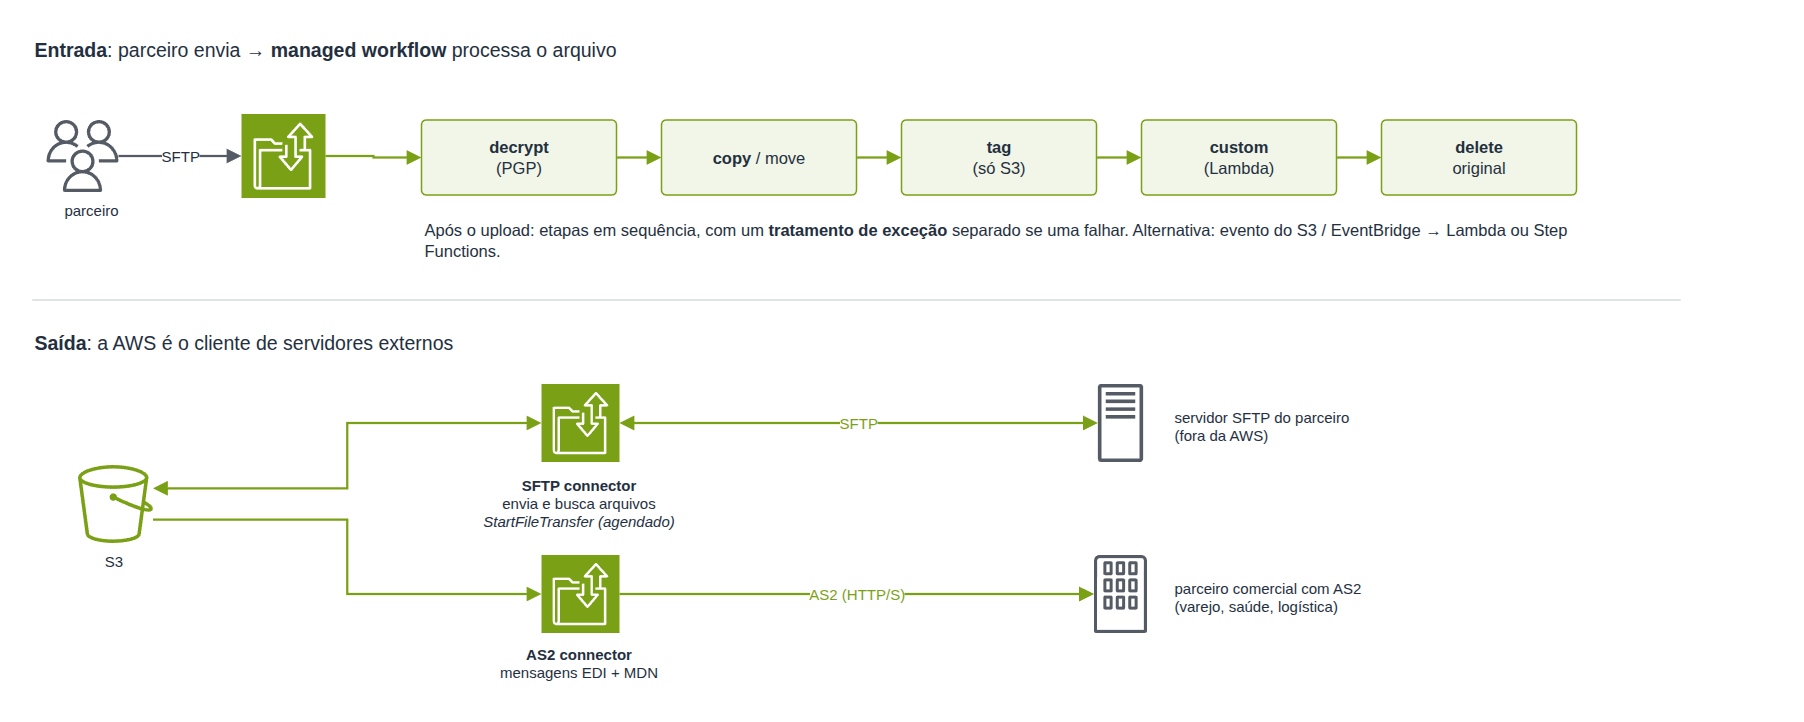 Entrada: parceiro envia → managed workflow processa o arquivo
SFTP
parceiro
decrypt
(PGP)
copy / move
tag
(só S3)
custom
(Lambda)
delete
original
Após o upload: etapas em sequência, com um tratamento de exceção separado se uma falhar. Alternativa: evento do S3 / EventBridge → Lambda ou Step
Functions.
Saída: a AWS é o cliente de servidores externos
S3
SFTP
SFTP connector
envia e busca arquivos
StartFileTransfer (agendado)
servidor SFTP do parceiro
(fora da AWS)
AS2 (HTTP/S)
AS2 connector
mensagens EDI + MDN
parceiro comercial com AS2
(varejo, saúde, logística)